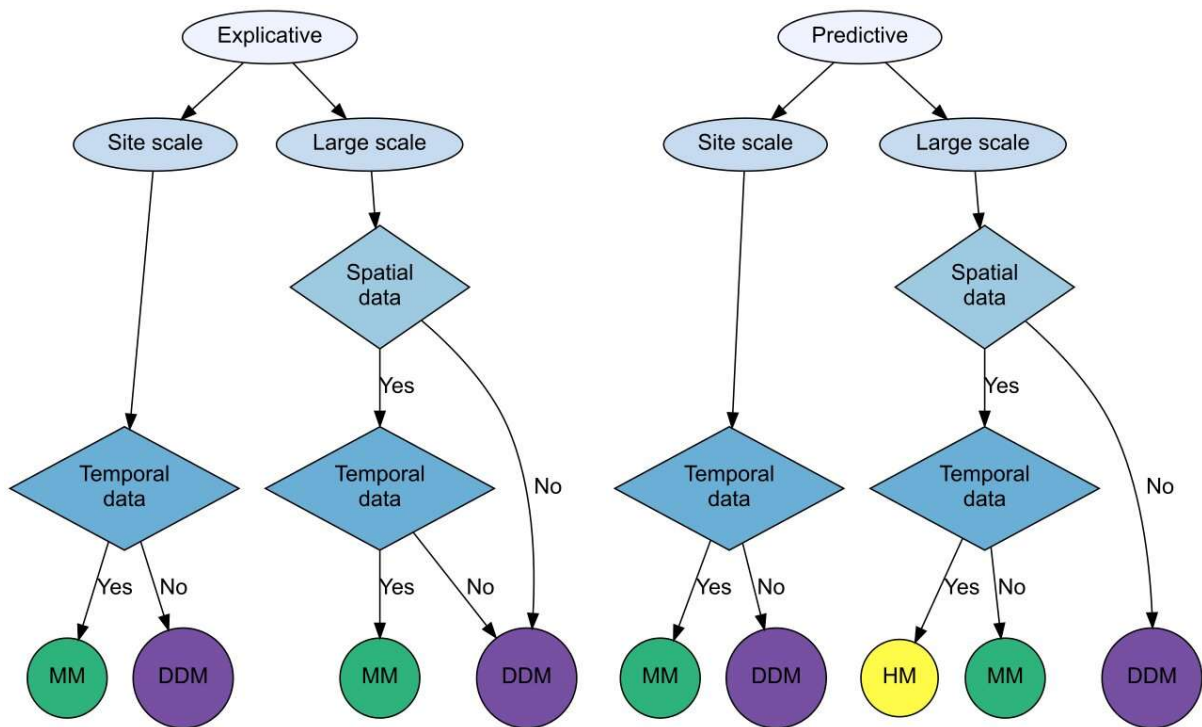 Explicative
Predictive
Site scale
Large scale
Site scale
Large scale
Spatial
data
Spatial
data
Yes
Yes
Temporal
data
Temporal
data
No
Temporal
data
Temporal
data
No
Yes
No
Yes
No
Yes
No
Yes
No
MM
DDM
MM
DDM
MM
DDM
HM
MM
DDM